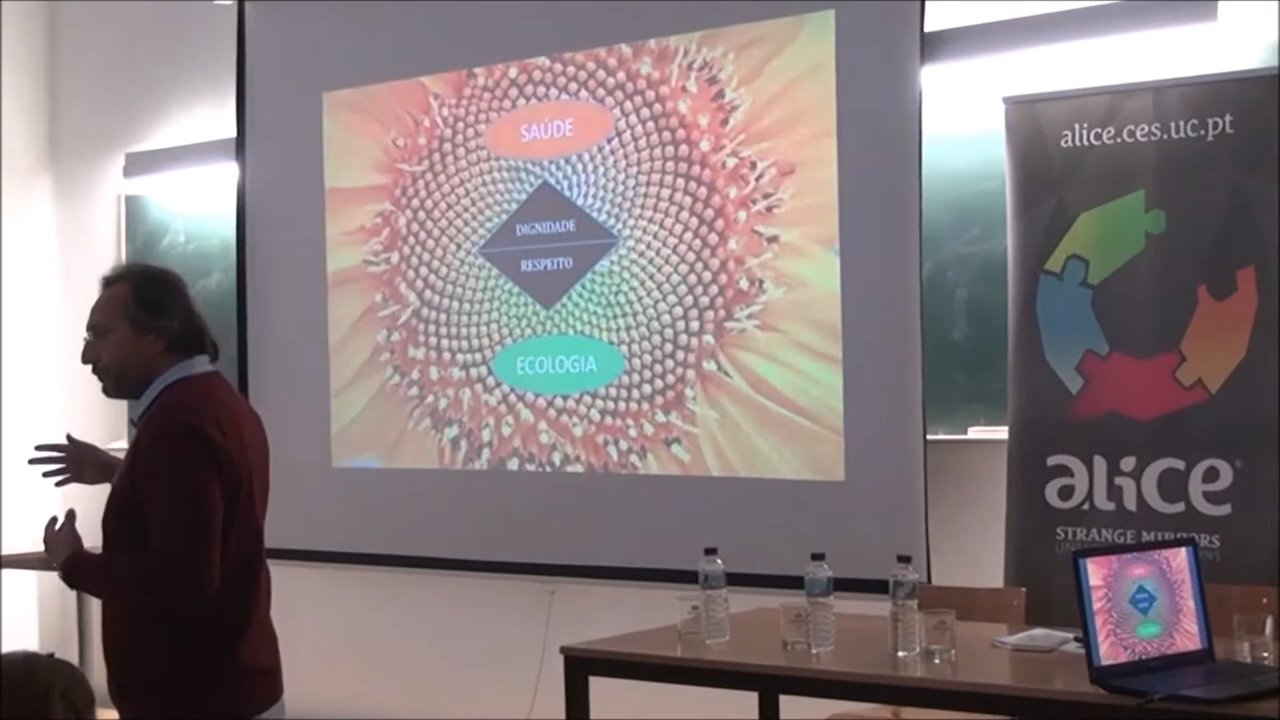 SAÚDE
DIGNIDADE
RESPEITO
ECOLOGIA
alice.ces.uc.pt
alice
STRANGE MIRRORS